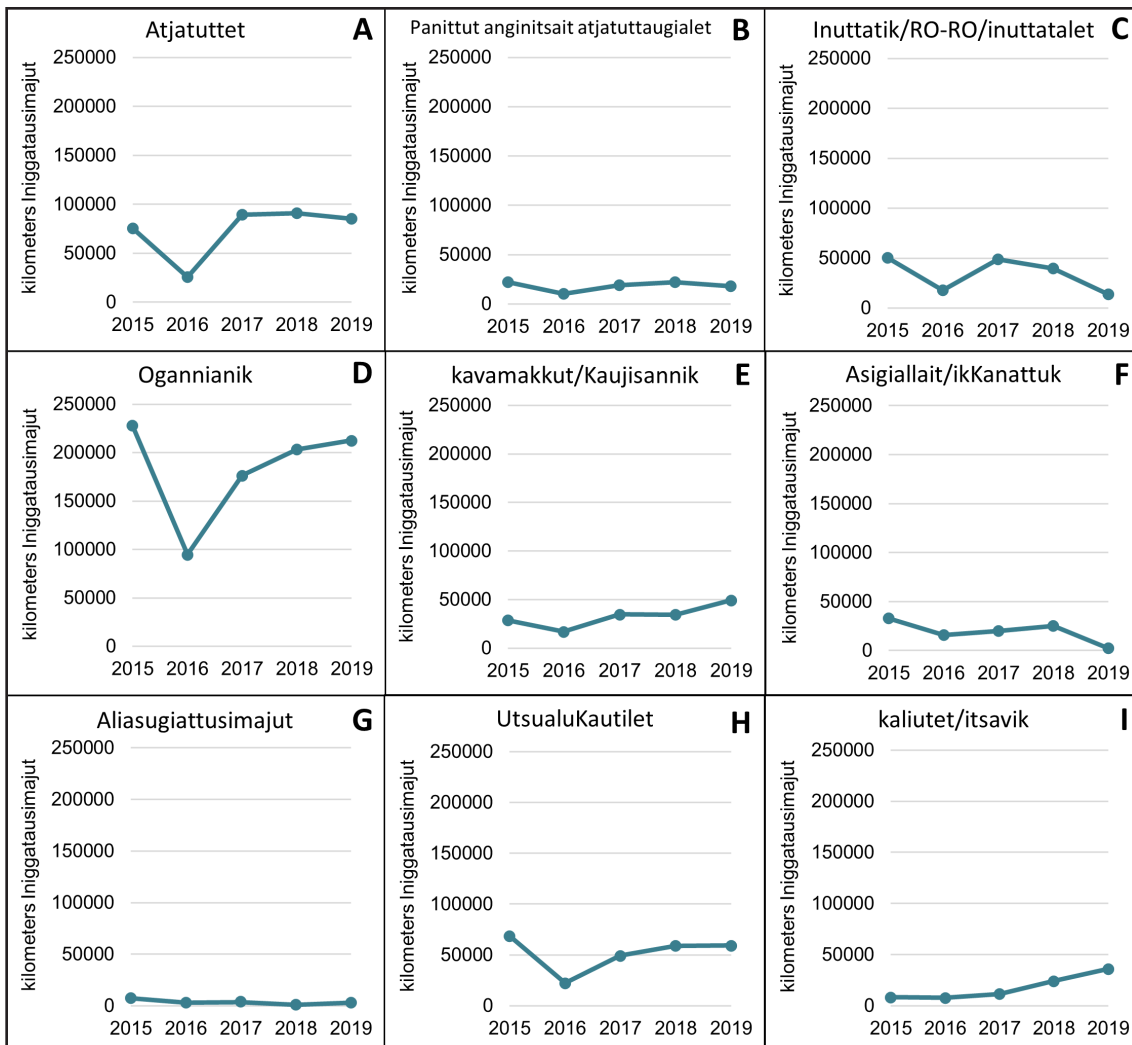 Atjatuttet A
kilometers Iniggatausimajut
250000
200000
150000
100000
50000
0
2015 2016 2017 2018 2019
Panittut anginitsait atjatuttaugialet B
kilometers Iniggatausimajut
250000
200000
150000
100000
50000
0
2015 2016 2017 2018 2019
Inuttatik/RO-RO/inuttatalet C
kilometers Iniggatausimajut
250000
200000
150000
100000
50000
0
2015 2016 2017 2018 2019
Ogannianik D
kilometers Iniggatausimajut
250000
200000
150000
100000
50000
0
2015 2016 2017 2018 2019
kavamakkut/Kaujisannik E
kilometers Iniggatausimajut
250000
200000
150000
100000
50000
0
2015 2016 2017 2018 2019
Asigiallait/ikKanattuk F
kilometers Iniggatausimajut
250000
200000
150000
100000
50000
0
2015 2016 2017 2018 2019
Aliasugiattusimajut G
kilometers Iniggatausimajut
250000
200000
150000
100000
50000
0
2015 2016 2017 2018 2019
UtsualuKautilet H
kilometers Iniggatausimajut
250000
200000
150000
100000
50000
0
2015 2016 2017 2018 2019
kaliutet/itsavik I
kilometers Iniggatausimajut
250000
200000
150000
100000
50000
0
2015 2016 2017 2018 2019